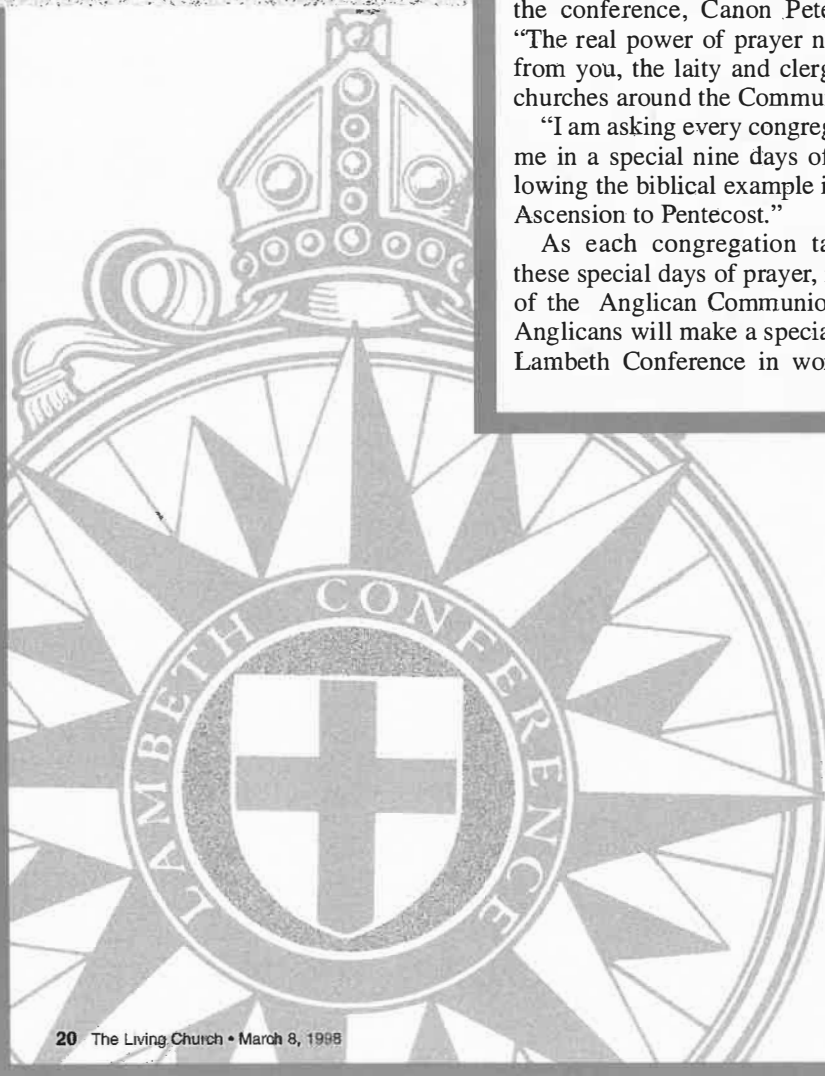 the conference, Canon Pete
“The real power of prayer n
from you, the laity and clerg
churches around the Commu
“I am asking every congreg
me in a special nine days of
lowing the biblical example i
Ascension to Pentecost.”
As each congregation ta
these special days of prayer,
of the Anglican Communio
Anglicans will make a specia
Lambeth Conference in wo
LAMBETH CONFERENCE
20 The Living Church • March 8, 1998